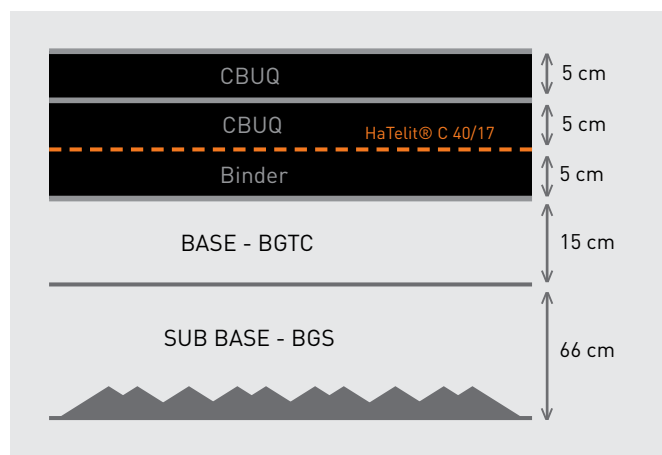 CBUQ
5 cm
CBUQ
HaTelit® C 40/17
5 cm
Binder
5 cm
BASE - BGTC
15 cm
SUB BASE - BGS
66 cm